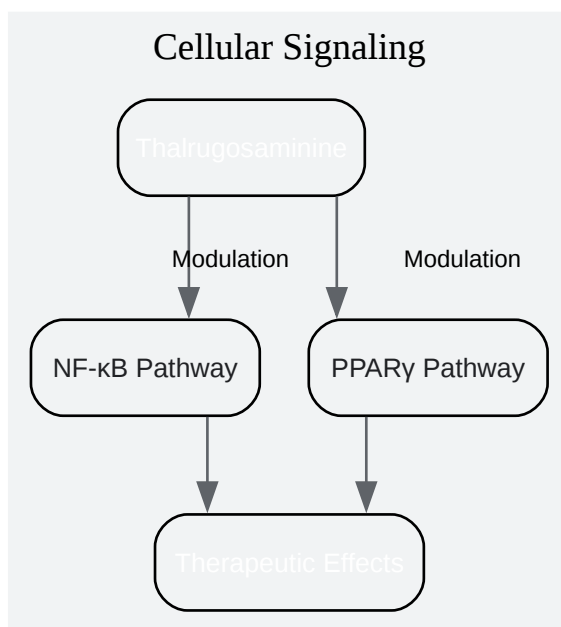 Cellular Signaling
Thalrugosaminine
Modulation
Modulation
NF-κB Pathway
PPARγ Pathway
Therapeutic Effects